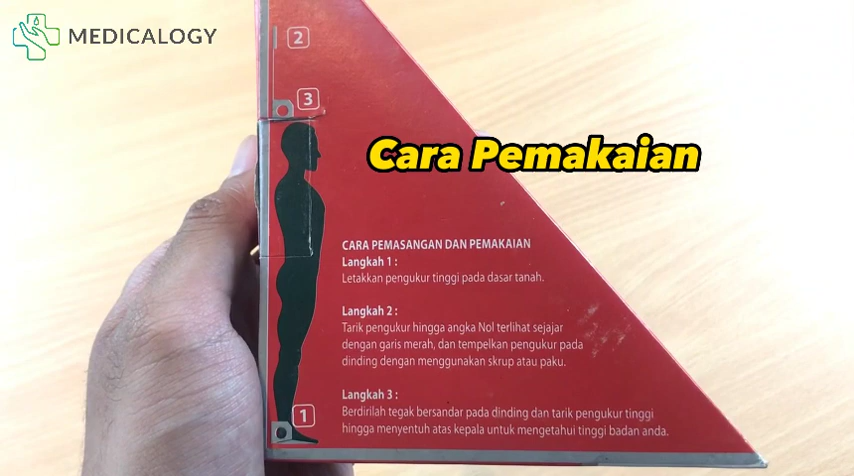 MEDICALOGY
2
3
Cara Pemakaian
CARA PEMASANGAN DAN PEMAKAIAN
Langkah 1 :
Letakkan pengukur tinggi pada dasar tanah.
Langkah 2 :
Tarik pengukur hingga angka Nol terlihat sejajar
dengan garis merah, dan tempelkan pengukur pada
dinding dengan menggunakan skrup atau paku.
Langkah 3 :
1
Berdirilah tegak bersandar pada dinding dan tarik pengukur tinggi
hingga menyentuh atas kepala untuk mengetahui tinggi badan anda.